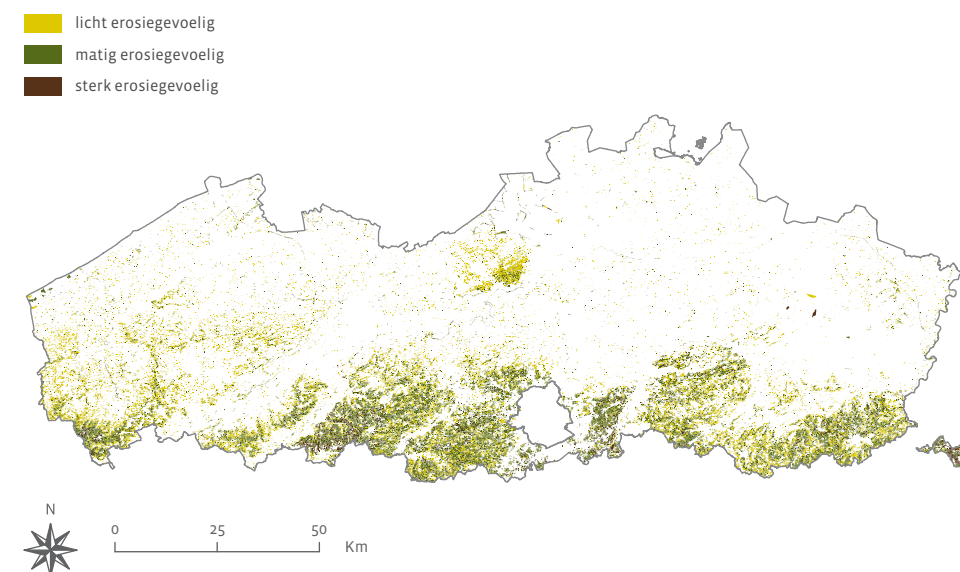 licht erosiegevoelig
matig erosiegevoelig
sterk erosiegevoelig
N
0 25 50
Km